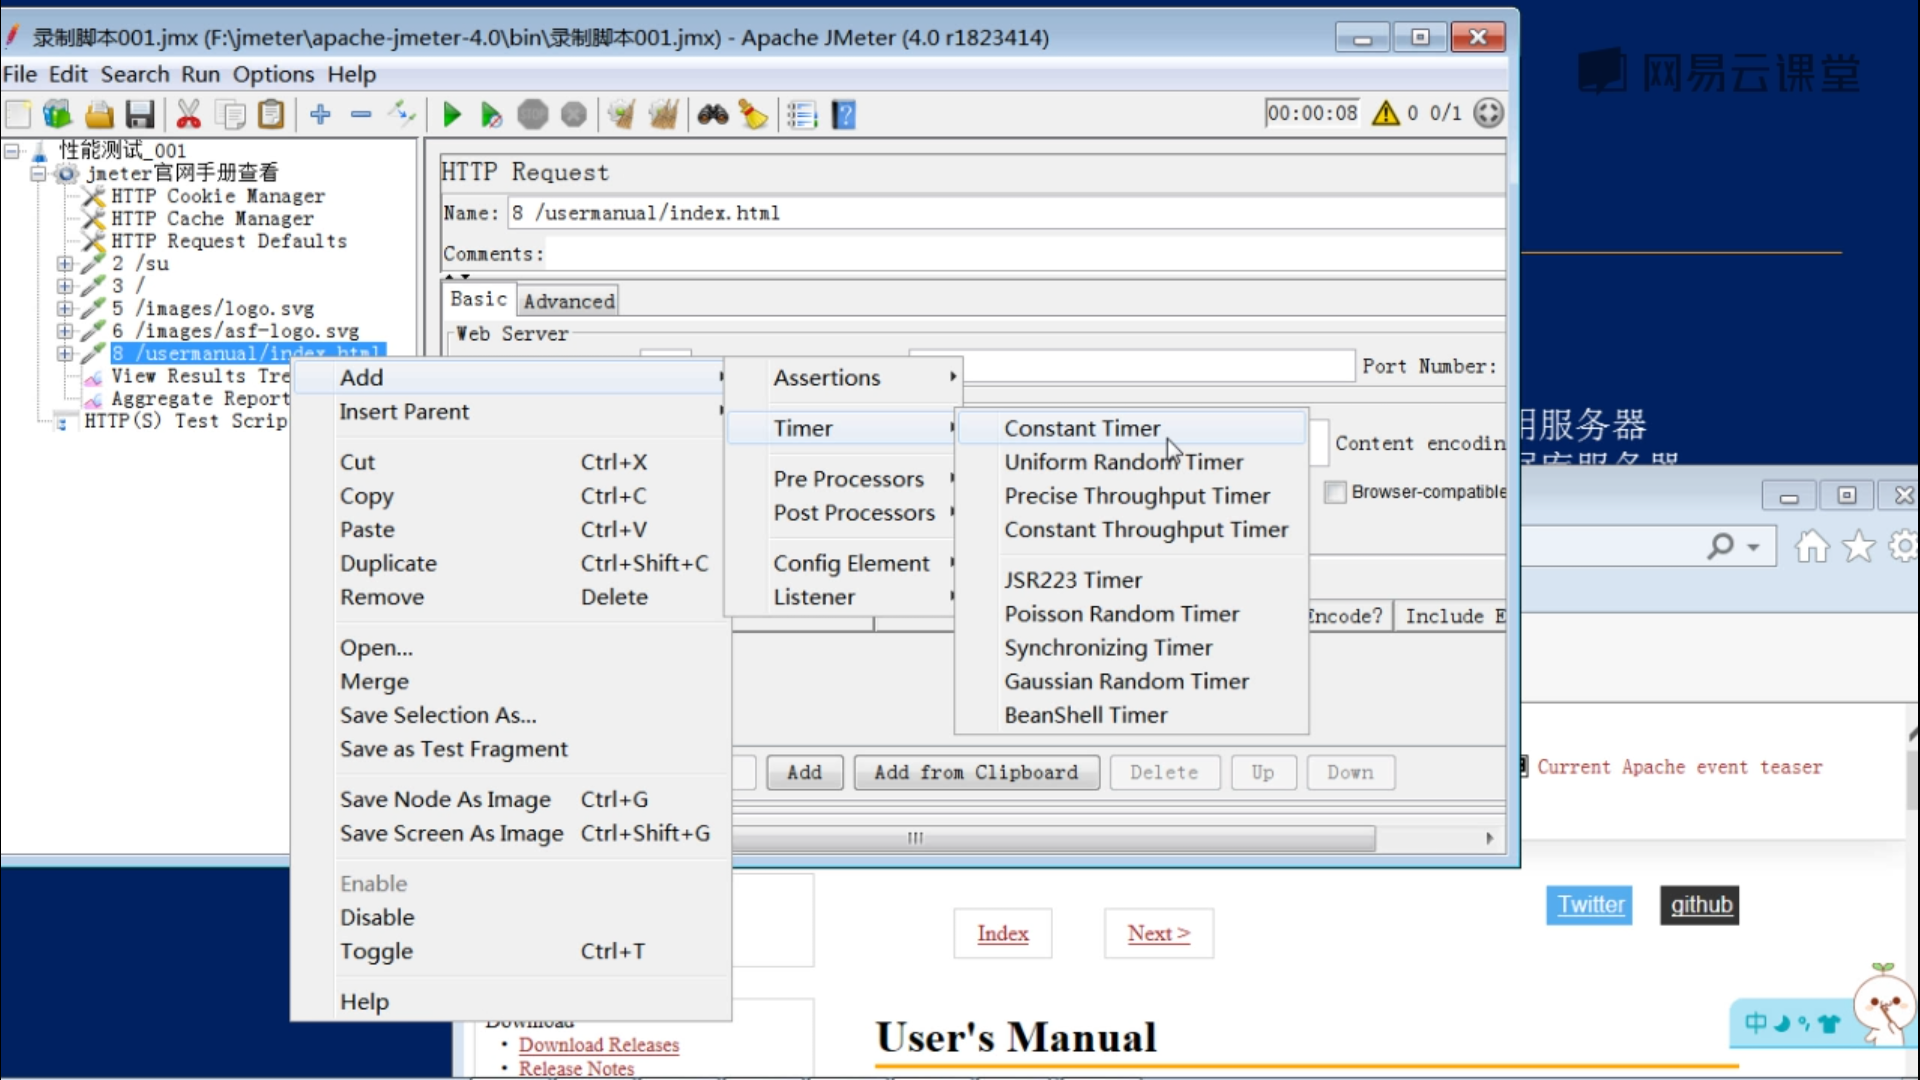 录制脚本001.jmx (F:\jmeter\apache-jmeter-4.0\bin\录制脚本001.jmx) - Apache JMeter (4.0 r1823414)
网易云课堂
File Edit Search Run Options Help
STOP
00:00:08 0 0/1
性能测试_001
jmeter官网手册查看
HTTP Cookie Manager
HTTP Cache Manager
HTTP Request Defaults
2 /su
3 /
5 /images/logo.svg
6 /images/asf-logo.svg
8 /usermanual/index.html
View Results Tre
Aggregate Report
HTTP(S) Test Scrip
HTTP Request
Name: 8 /usermanual/index.html
Comments:
Basic Advanced
Web Server
Port Number:
Content encodin
Browser-compatible
Encode? Include E
Add
Insert Parent
Cut Ctrl+X
Copy Ctrl+C
Paste Ctrl+V
Duplicate Ctrl+Shift+C
Remove Delete
Open...
Merge
Save Selection As...
Save as Test Fragment
Save Node As Image Ctrl+G
Save Screen As Image Ctrl+Shift+G
Enable
Disable
Toggle Ctrl+T
Help
Assertions
Timer
Pre Processors
Post Processors
Config Element
Listener
Constant Timer
Uniform Random Timer
Precise Throughput Timer
Constant Throughput Timer
JSR223 Timer
Poisson Random Timer
Synchronizing Timer
Gaussian Random Timer
BeanShell Timer
Add Add from Clipboard Delete Up Down
用服务器
Current Apache event teaser
Twitter github
Index Next >
User's Manual
Download
Download Releases
Release Notes
中